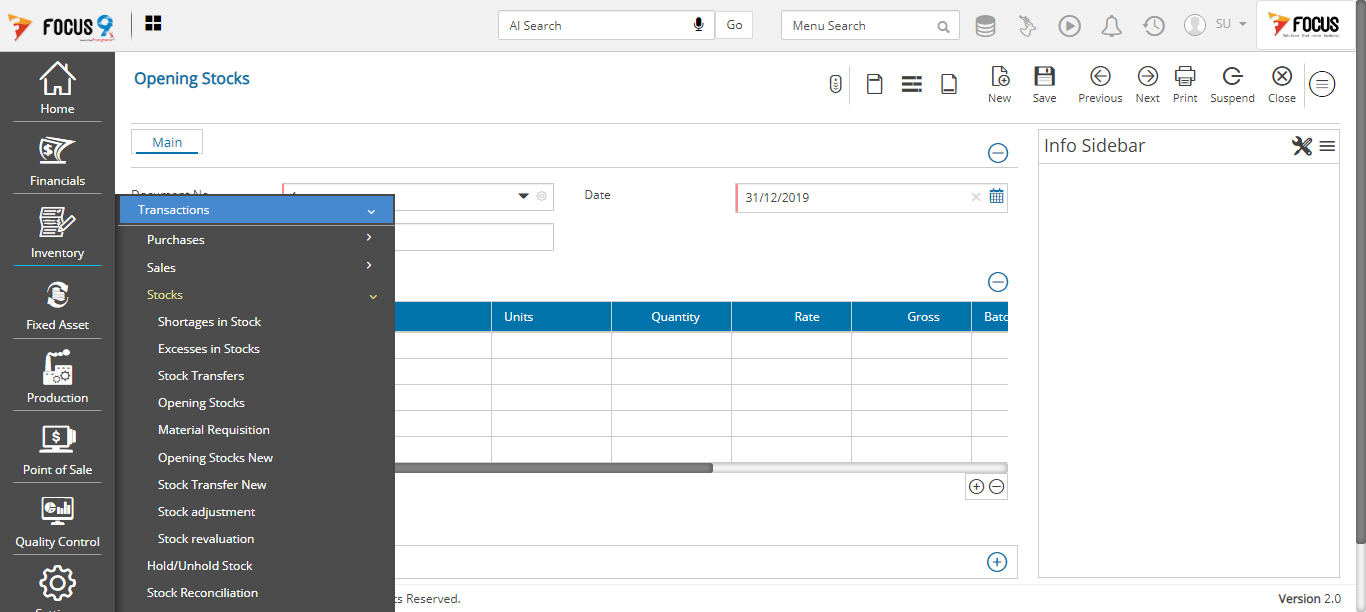 FOCUS 9
AI Search
Go
Menu Search
SU
FOCUS
Home
Financials
Inventory
Fixed Asset
Production
Point of Sale
Quality Control
Opening Stocks
New
Save
Previous
Next
Print
Suspend
Close
Main
Info Sidebar
Date
31/12/2019
Transactions
Purchases
Sales
Stocks
Shortages in Stock
Excesses in Stocks
Stock Transfers
Opening Stocks
Material Requisition
Opening Stocks New
Stock Transfer New
Stock adjustment
Stock revaluation
Hold/Unhold Stock
Stock Reconciliation
Units
Quantity
Rate
Gross
Batc
ts Reserved.
Version 2.0